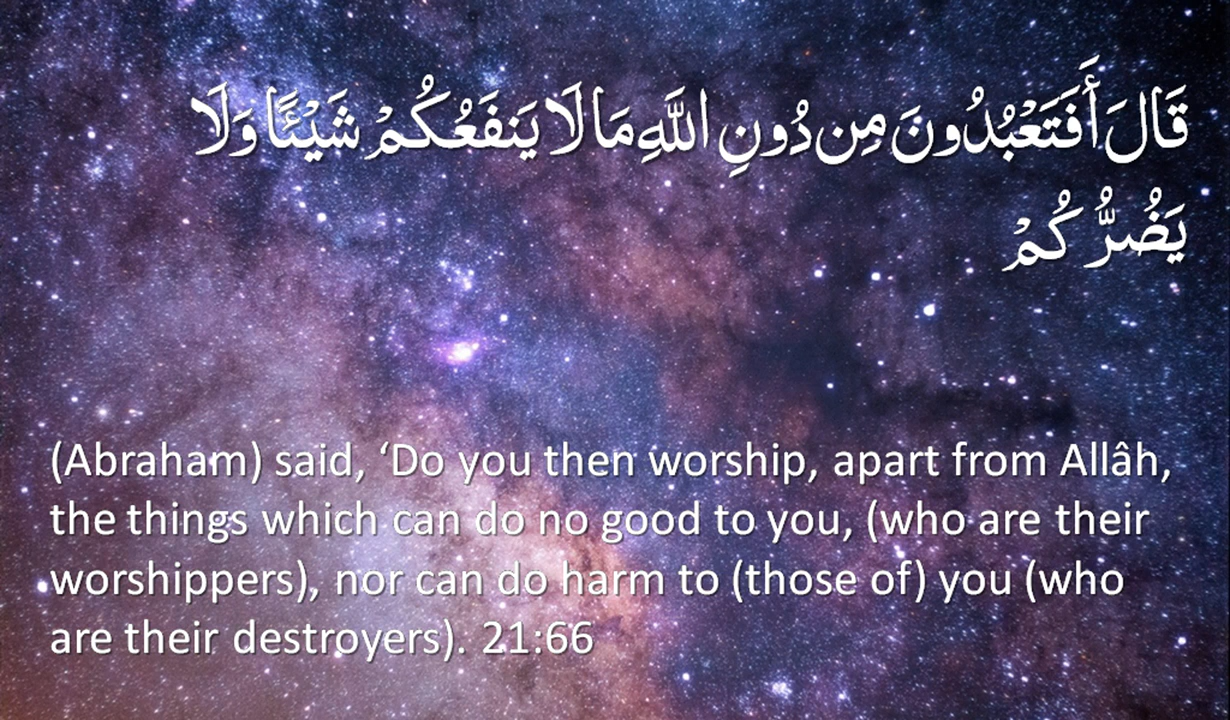 قَالَ أَفَتَعْبُدُونَ مِن دُونِ اللَّهِ مَا لَا يَنفَعُكُمْ شَيْئًا وَلَا
يَضُرُّكُمْ
(Abraham) said, ‘Do you then worship, apart from Allâh,
the things which can do no good to you, (who are their
worshippers), nor can do harm to (those of) you (who
are their destroyers). 21:66